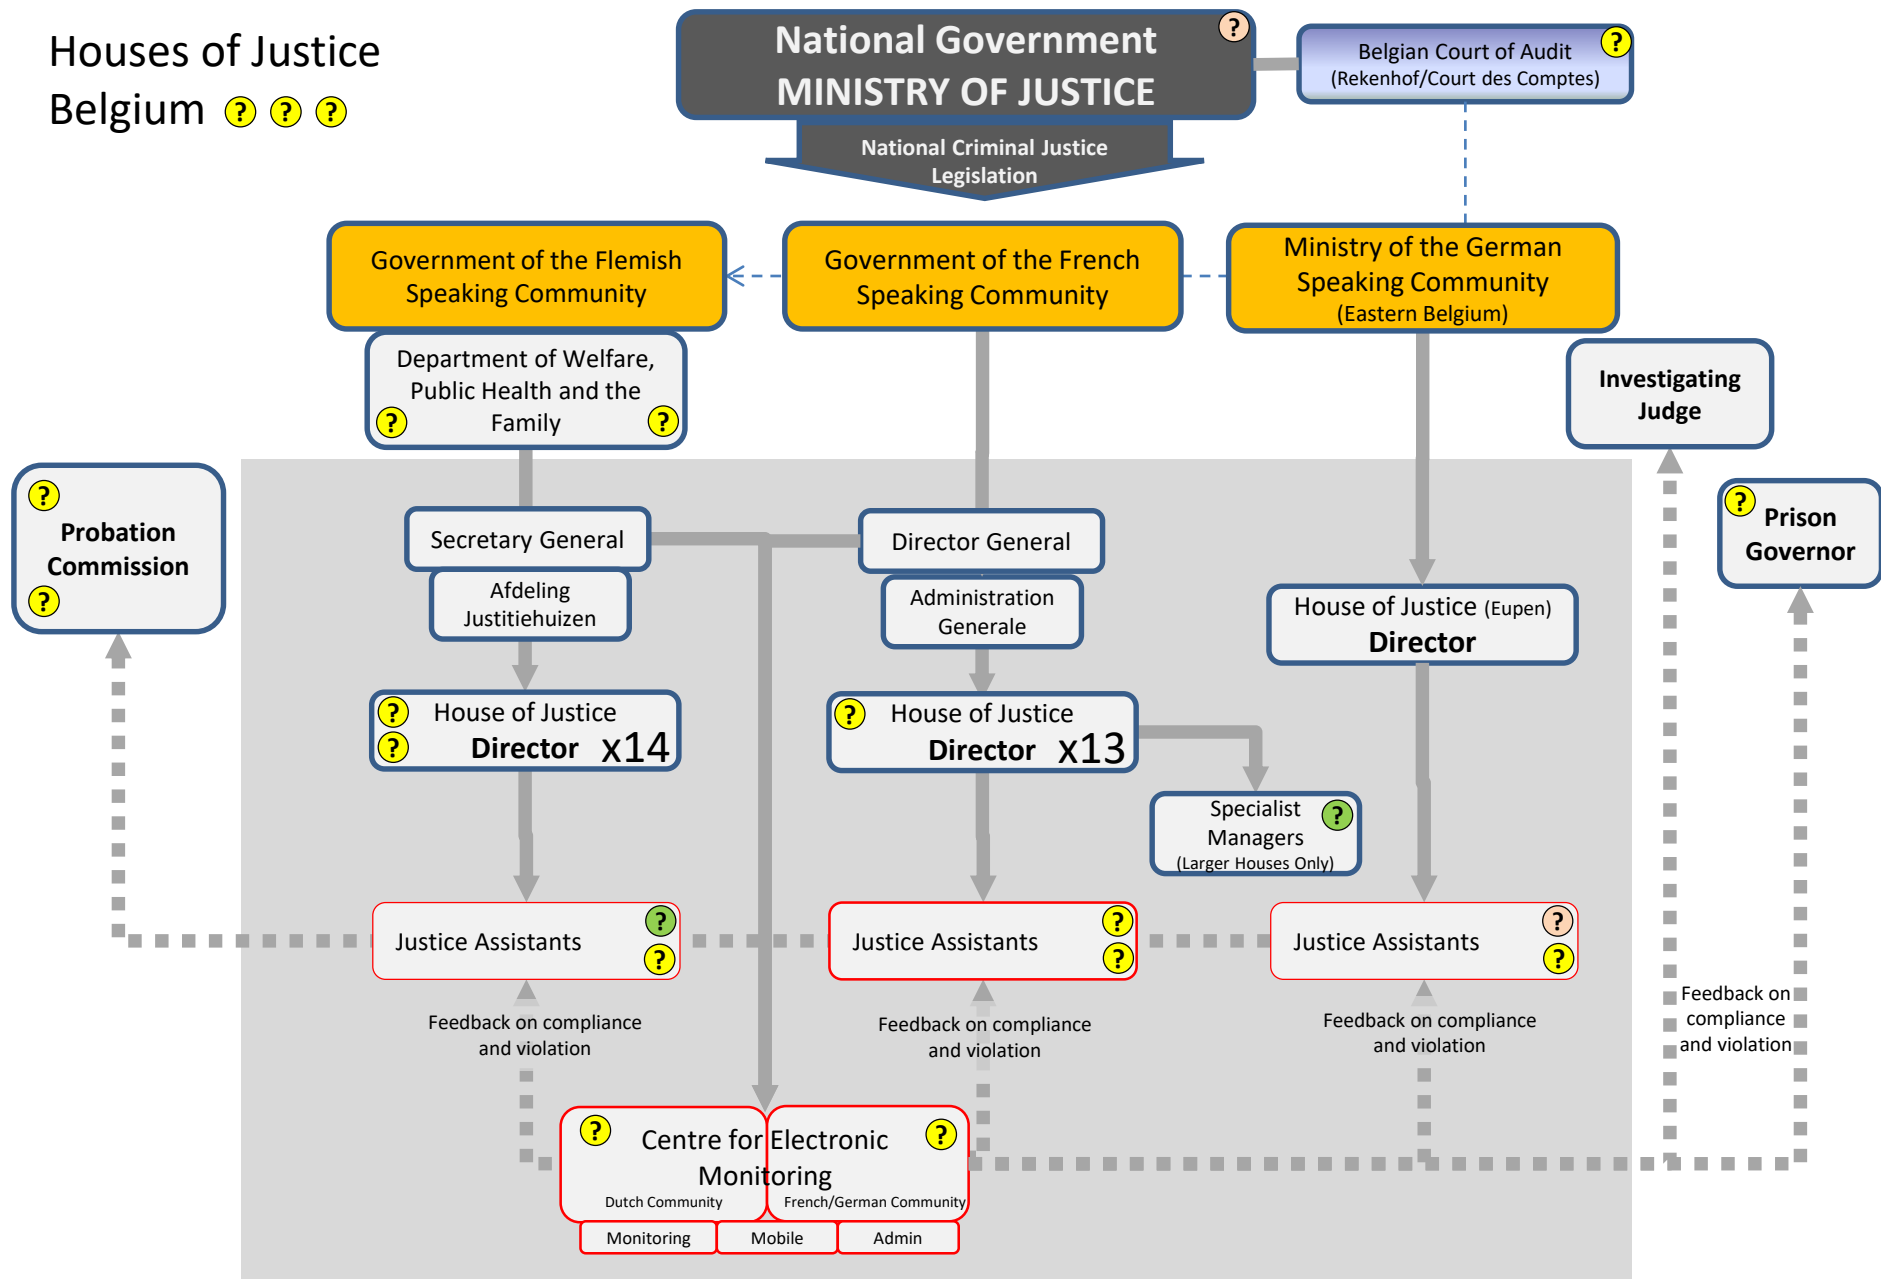 Houses of Justice
Belgium ? ? ?
National Government
MINISTRY OF JUSTICE
?
Belgian Court of Audit
(Rekenhof/Court des Comptes)
?
National Criminal Justice
Legislation
Government of the Flemish
Speaking Community
Government of the French
Speaking Community
Ministry of the German
Speaking Community
(Eastern Belgium)
Department of Welfare,
Public Health and the
Family
? ?
Investigating
Judge
?
Probation
Commission
?
?
Prison
Governor
Secretary General
Director General
Afdeling
Justitiehuizen
Administration
Generale
House of Justice (Eupen)
Director
? House of Justice
? Director x14
? House of Justice
Director x13
Specialist
Managers
(Larger Houses Only)
?
Justice Assistants
?
?
Justice Assistants
?
?
Justice Assistants
?
?
Feedback on compliance
and violation
Feedback on compliance
and violation
Feedback on compliance
and violation
Feedback on
compliance
and violation
? ?
Centre for Electronic
Monitoring
Dutch Community
French/German Community
Monitoring
Mobile
Admin